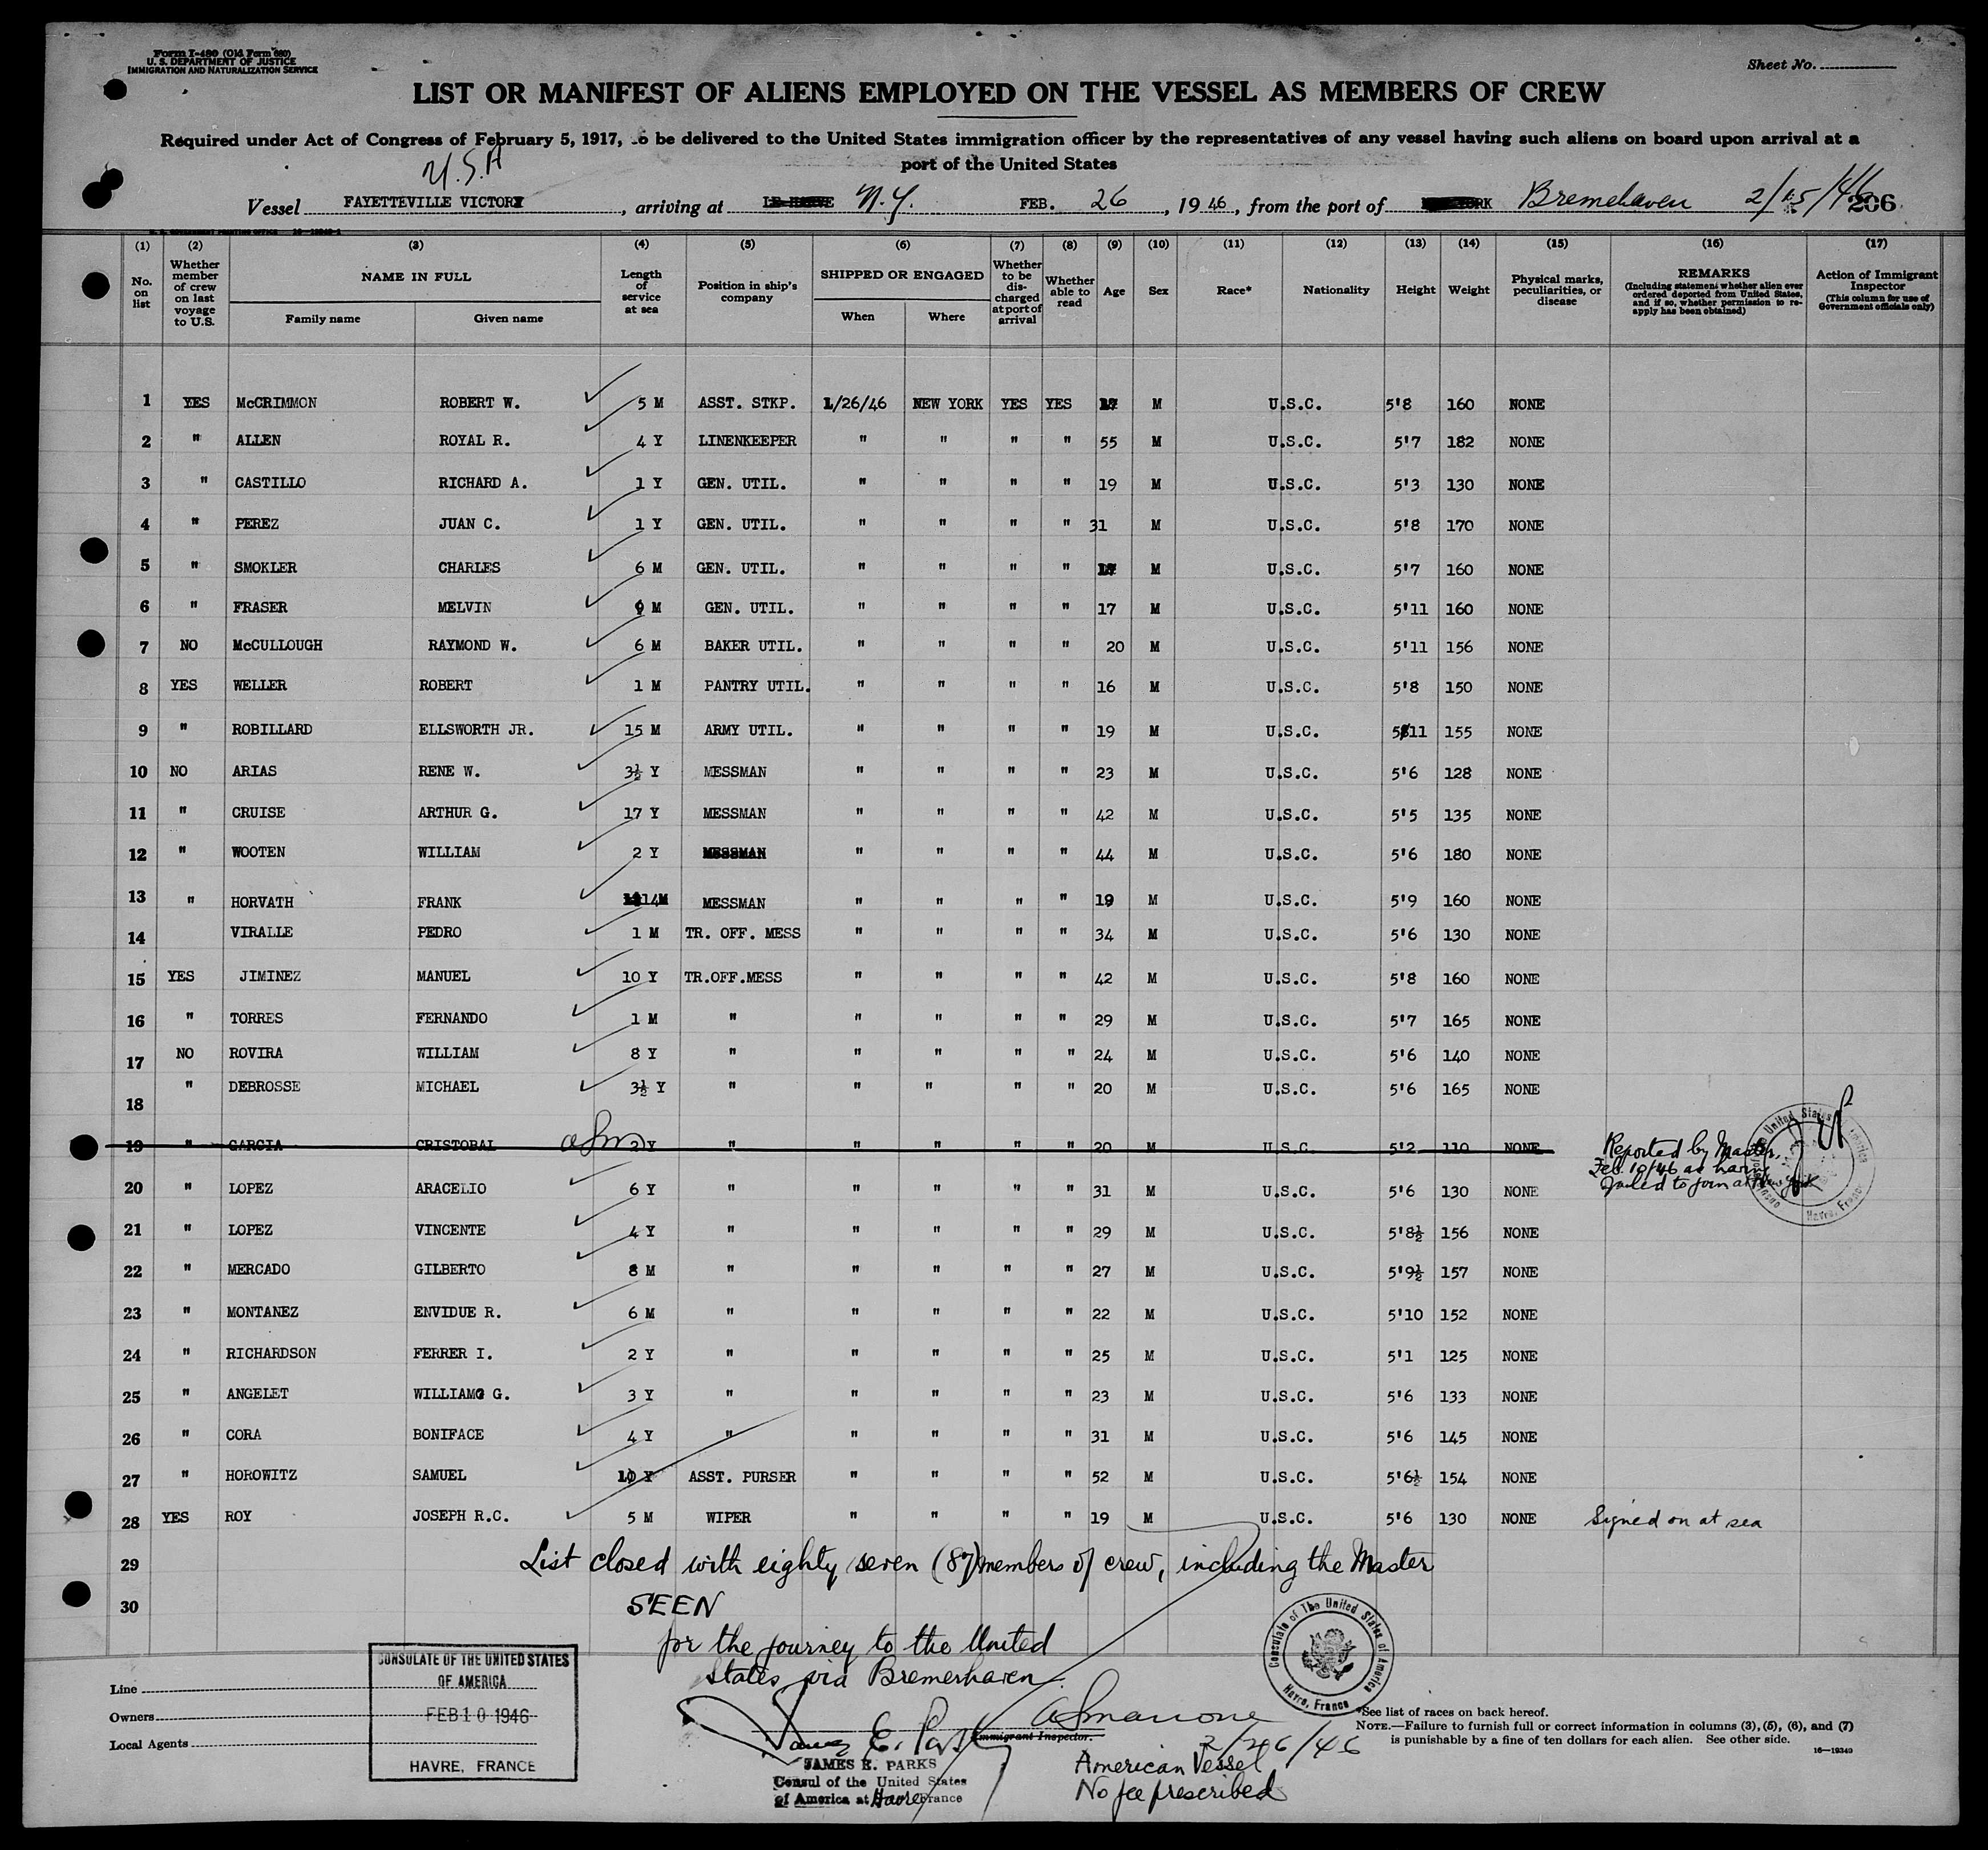 Form I-480 (Old Form 680)
U. S. DEPARTMENT OF JUSTICE
IMMIGRATION AND NATURALIZATION SERVICE
Sheet No.
LIST OR MANIFEST OF ALIENS EMPLOYED ON THE VESSEL AS MEMBERS OF CREW
Required under Act of Congress of February 5, 1917, to be delivered to the United States immigration officer by the representatives of any vessel having such aliens on board upon arrival at a
port of the United States
U.S.A
Vessel FAYETTEVILLE VICTORY, arriving at LE HARVE N.Y. FEB. 26, 1946, from the port of Bremehaven 2/15/46 206
(1) (2) (3) (4) (5) (6) (7) (8) (9) (10) (11) (12) (13) (14) (15) (16) (17)
No. on list
Whether member of crew on last voyage to U.S.
NAME IN FULL
Family name Given name
Length of service at sea
Position in ship's company
SHIPPED OR ENGAGED
When Where
Whether to be discharged at port of arrival
Whether able to read
Age
Sex
Race*
Nationality
Height
Weight
Physical marks, peculiarities, or disease
REMARKS
(Including statement whether alien ever ordered deported from United States, and if so, whether permission to re-apply has been obtained)
Action of Immigrant Inspector
(This column for use of Government officials only)
1 YES McCRIMMON ROBERT W. 5 M ASST. STKP. 1/26/46 NEW YORK YES YES M U.S.C. 5'8 160 NONE
2 " ALLEN ROYAL R. 4 Y LINENKEEPER " " " " 55 M U.S.C. 5'7 182 NONE
3 " CASTILLO RICHARD A. 1 Y GEN. UTIL. " " " " 19 M U.S.C. 5'3 130 NONE
4 " PEREZ JUAN C. 1 Y GEN. UTIL. " " " " 31 M U.S.C. 5'8 170 NONE
5 " SMOKLER CHARLES 6 M GEN. UTIL. " " " " M U.S.C. 5'7 160 NONE
6 " FRASER MELVIN 9 M GEN. UTIL. " " " " 17 M U.S.C. 5'11 160 NONE
7 NO McCULLOUGH RAYMOND W. 6 M BAKER UTIL. " " " " 20 M U.S.C. 5'11 156 NONE
8 YES WELLER ROBERT 1 M PANTRY UTIL. " " " " 16 M U.S.C. 5'8 150 NONE
9 " ROBILLARD ELLSWORTH JR. 15 M ARMY UTIL. " " " " 19 M U.S.C. 5'11 155 NONE
10 NO ARIAS RENE W. 3½ Y MESSMAN " " " " 23 M U.S.C. 5'6 128 NONE
11 " CRUISE ARTHUR G. 17 Y MESSMAN " " " " 42 M U.S.C. 5'5 135 NONE
12 " WOOTEN WILLIAM 2 Y MESSMAN " " " " 44 M U.S.C. 5'6 180 NONE
13 " HORVATH FRANK 14M MESSMAN " " " " 19 M U.S.C. 5'9 160 NONE
14 VIRALLE PEDRO 1 M TR. OFF. MESS " " " " 34 M U.S.C. 5'6 130 NONE
15 YES JIMINEZ MANUEL 10 Y TR.OFF.MESS " " " " 42 M U.S.C. 5'8 160 NONE
16 " TORRES FERNANDO 1 M " " " " " 29 M U.S.C. 5'7 165 NONE
17 NO ROVIRA WILLIAM 8 Y " " " " " 24 M U.S.C. 5'6 140 NONE
18 " DEBROSSE MICHAEL 3½ Y " " " " " 20 M U.S.C. 5'6 165 NONE
19 " GARCIA CRISTOBAL asm 2 Y " " " " " 20 M U.S.C. 5'2 110 NONE Reported by Master, Feb. 10/46 as having failed to join at New York
20 " LOPEZ ARACELIO 6 Y " " " " " 31 M U.S.C. 5'6 130 NONE
21 " LOPEZ VINCENTE 4 Y " " " " " 29 M U.S.C. 5'8½ 156 NONE
22 " MERCADO GILBERTO 8 M " " " " " 27 M U.S.C. 5'9½ 157 NONE
23 " MONTANEZ ENVIDUE R. 6 M " " " " " 22 M U.S.C. 5'10 152 NONE
24 " RICHARDSON FERRER I. 2 Y " " " " " 25 M U.S.C. 5'1 125 NONE
25 " ANGELET WILLIAMG G. 3 Y " " " " " 23 M U.S.C. 5'6 133 NONE
26 " CORA BONIFACE 4 Y " " " " " 31 M U.S.C. 5'6 145 NONE
27 " HOROWITZ SAMUEL 10 Y ASST. PURSER " " " " 52 M U.S.C. 5'6½ 154 NONE
28 YES ROY JOSEPH R.C. 5 M WIPER " " " " 19 M U.S.C. 5'6 130 NONE Signed on at sea
29 List closed with eighty seven (87) members of crew, including the Master
30 SEEN
for the journey to the United
States via Bremerhaven
Consulate of The United States of America
Havre, France
CONSULATE OF THE UNITED STATES
OF AMERICA
FEB 10 1946
HAVRE, FRANCE
Line
Owners
Local Agents
James E. Parks
JAMES E. PARKS
Consul of the United States
of America at Havre France
Immigrant Inspector.
2/26/46
American Vessel
No fee prescribed
*See list of races on back hereof.
NOTE.—Failure to furnish full or correct information in columns (3), (5), (6), and (7)
is punishable by a fine of ten dollars for each alien. See other side.
16—19349